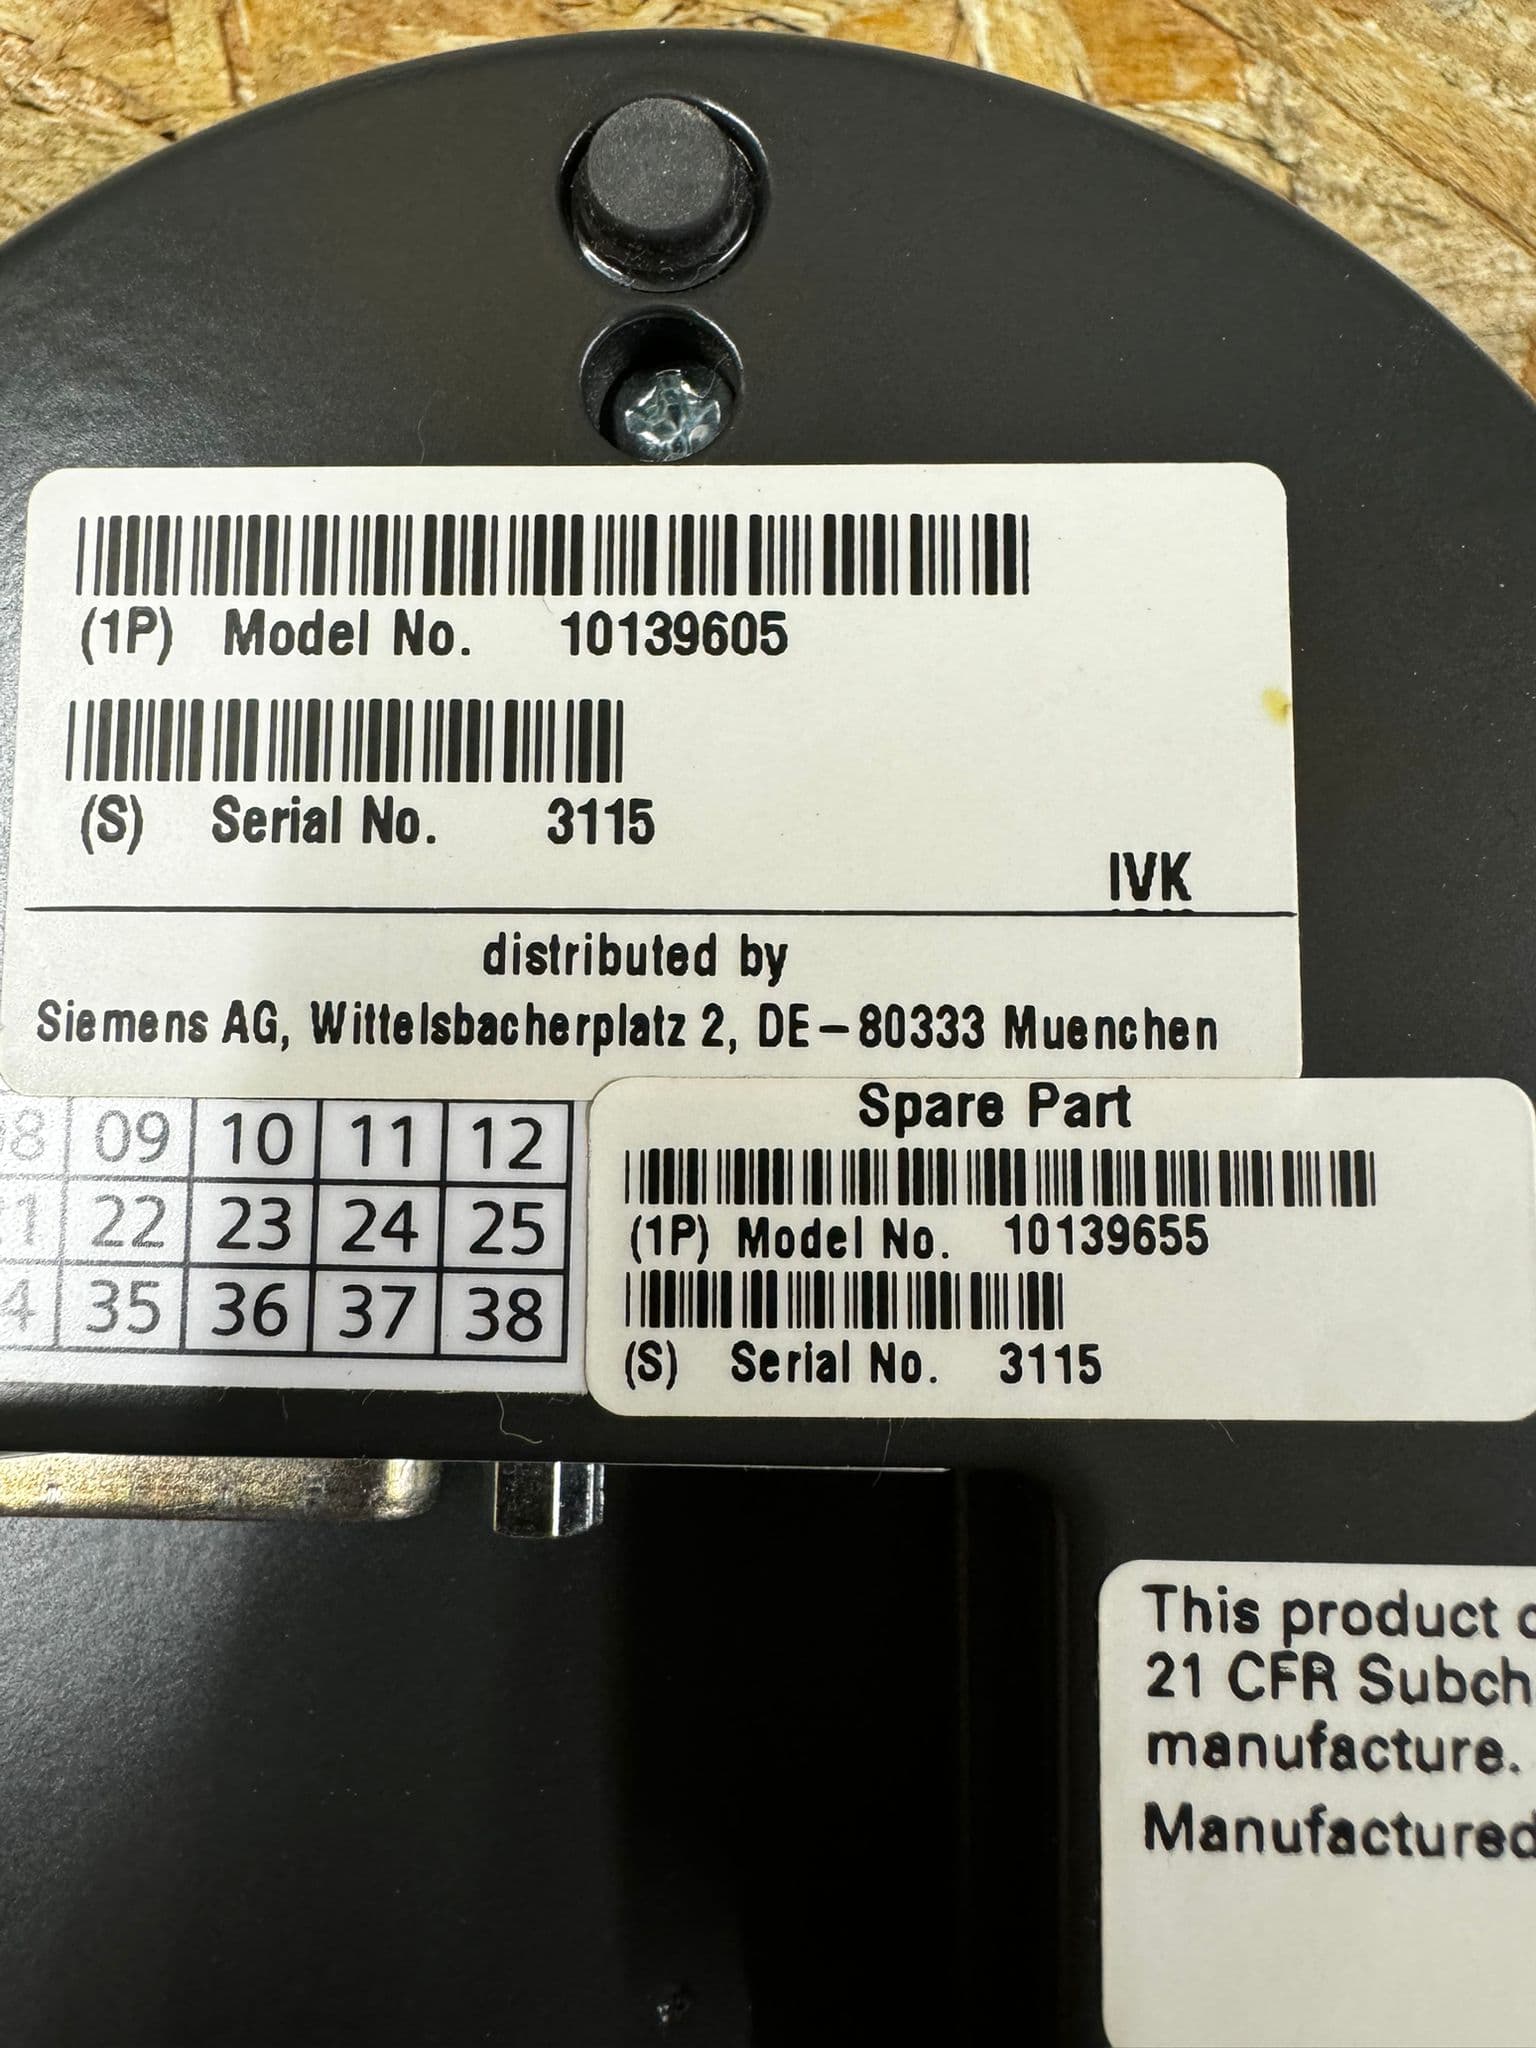 (1P) Model No. 10139605
(S) Serial No. 3115
IVK
distributed by
Siemens AG, Wittelsbacherplatz 2, DE-80333 Muenchen
09 10 11 12
22 23 24 25
35 36 37 38
Spare Part
(1P) Model No. 10139655
(S) Serial No. 3115
This product
21 CFR Subch
manufacture.
Manufactured